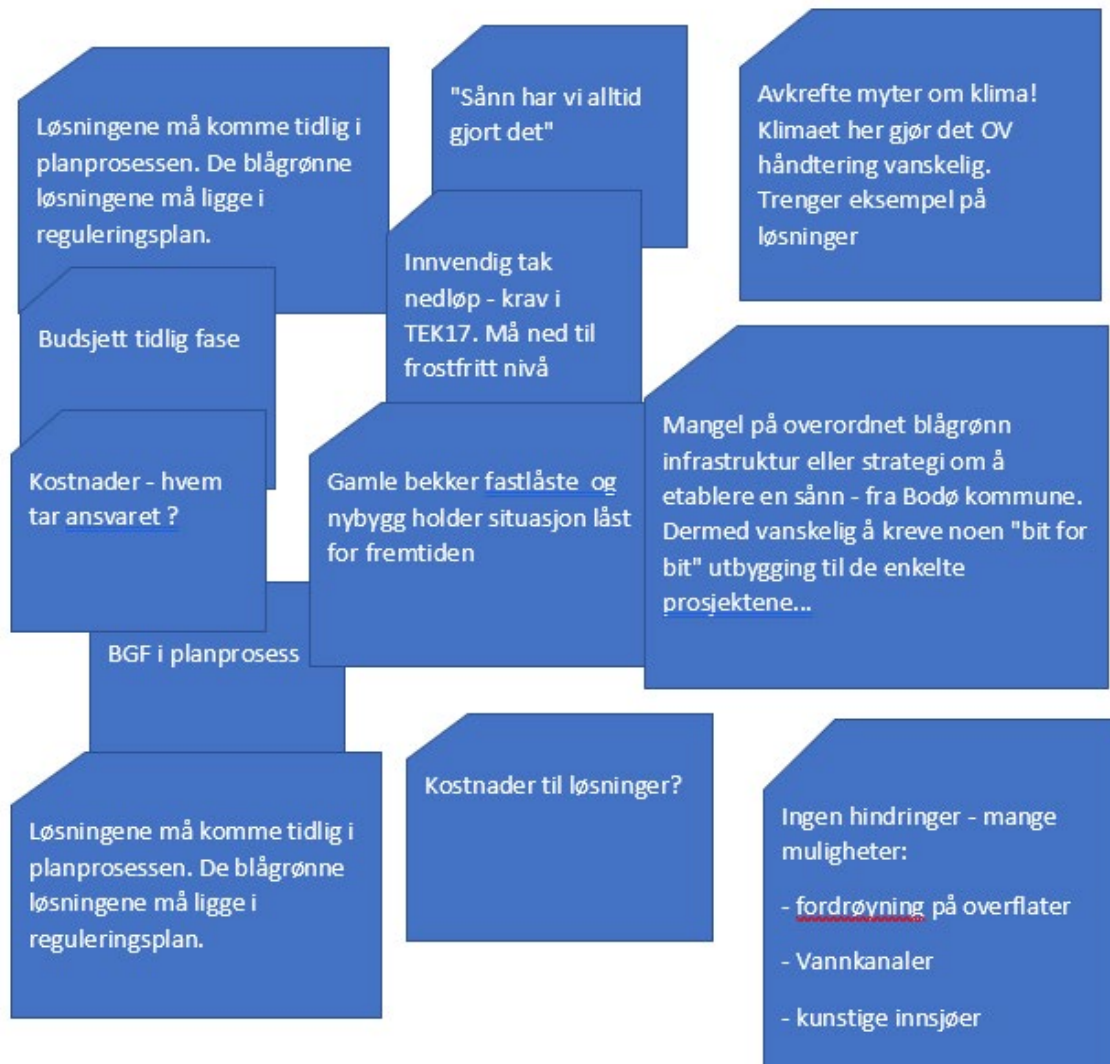 Løsningene må komme tidlig i
planprosessen. De blågrønne
løsningene må ligge i
reguleringsplan.
"Sånn har vi alltid
gjort det"
Avkrefte myter om klima!
Klimaet her gjør det OV
håndtering vanskelig.
Trenger eksempel på
løsninger
Budsjett tidlig fase
Innvendig tak
nedløp - krav i
TEK17. Må ned til
frostfritt nivå
Kostnader - hvem
tar ansvaret ?
Gamle bekker fastlåste  og
nybygg holder situasjon låst
for fremtiden
Mangel på overordnet blågrønn
infrastruktur eller strategi om å
etablere en sånn - fra Bodø kommune.
Dermed vanskelig å kreve noen "bit for
bit" utbygging til de enkelte
prosjektene...
BGF i planprosess
Løsningene må komme tidlig i
planprosessen. De blågrønne
løsningene må ligge i
reguleringsplan.
Kostnader til løsninger?
Ingen hindringer - mange
muligheter:
- fordrøyning på overflater
- Vannkanaler
- kunstige innsjøer